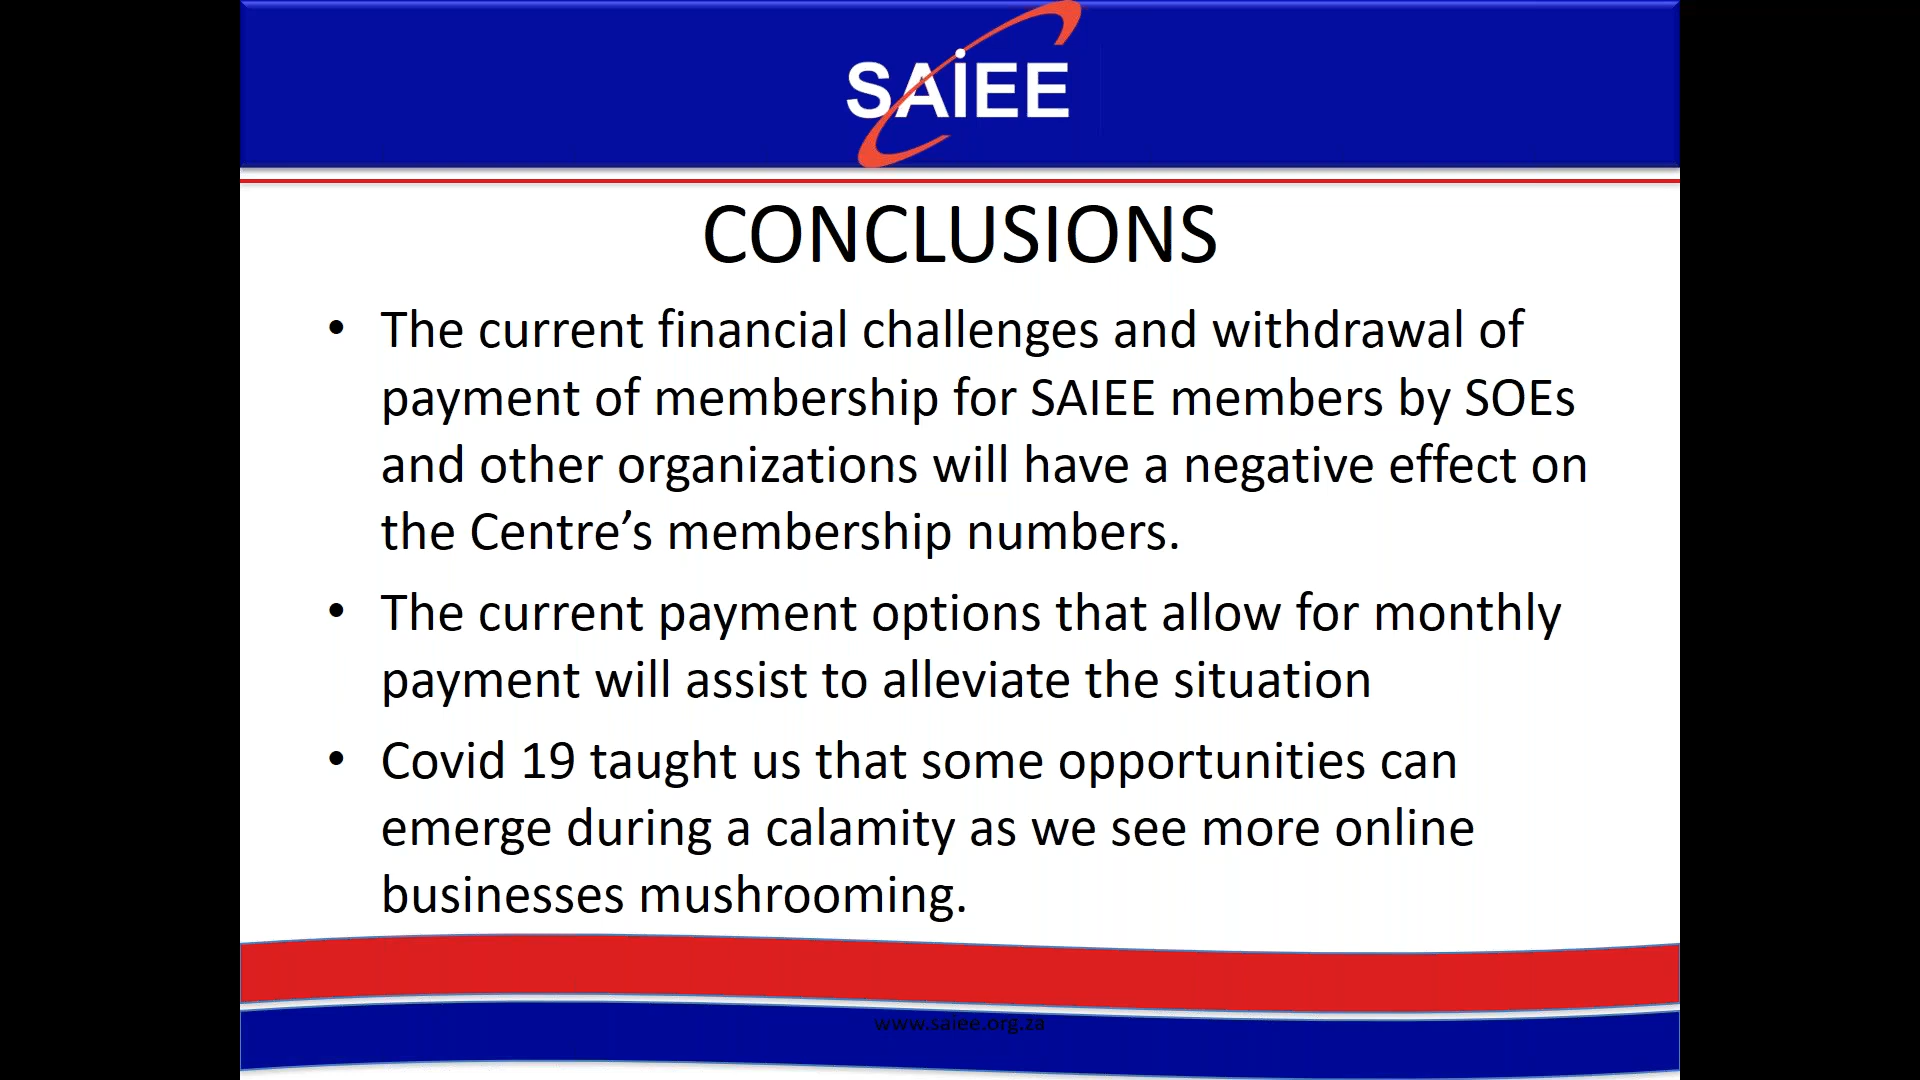 SAIEE
CONCLUSIONS
• The current financial challenges and withdrawal of
payment of membership for SAIEE members by SOEs
and other organizations will have a negative effect on
the Centre’s membership numbers.
• The current payment options that allow for monthly
payment will assist to alleviate the situation
• Covid 19 taught us that some opportunities can
emerge during a calamity as we see more online
businesses mushrooming.
www.saiee.org.za